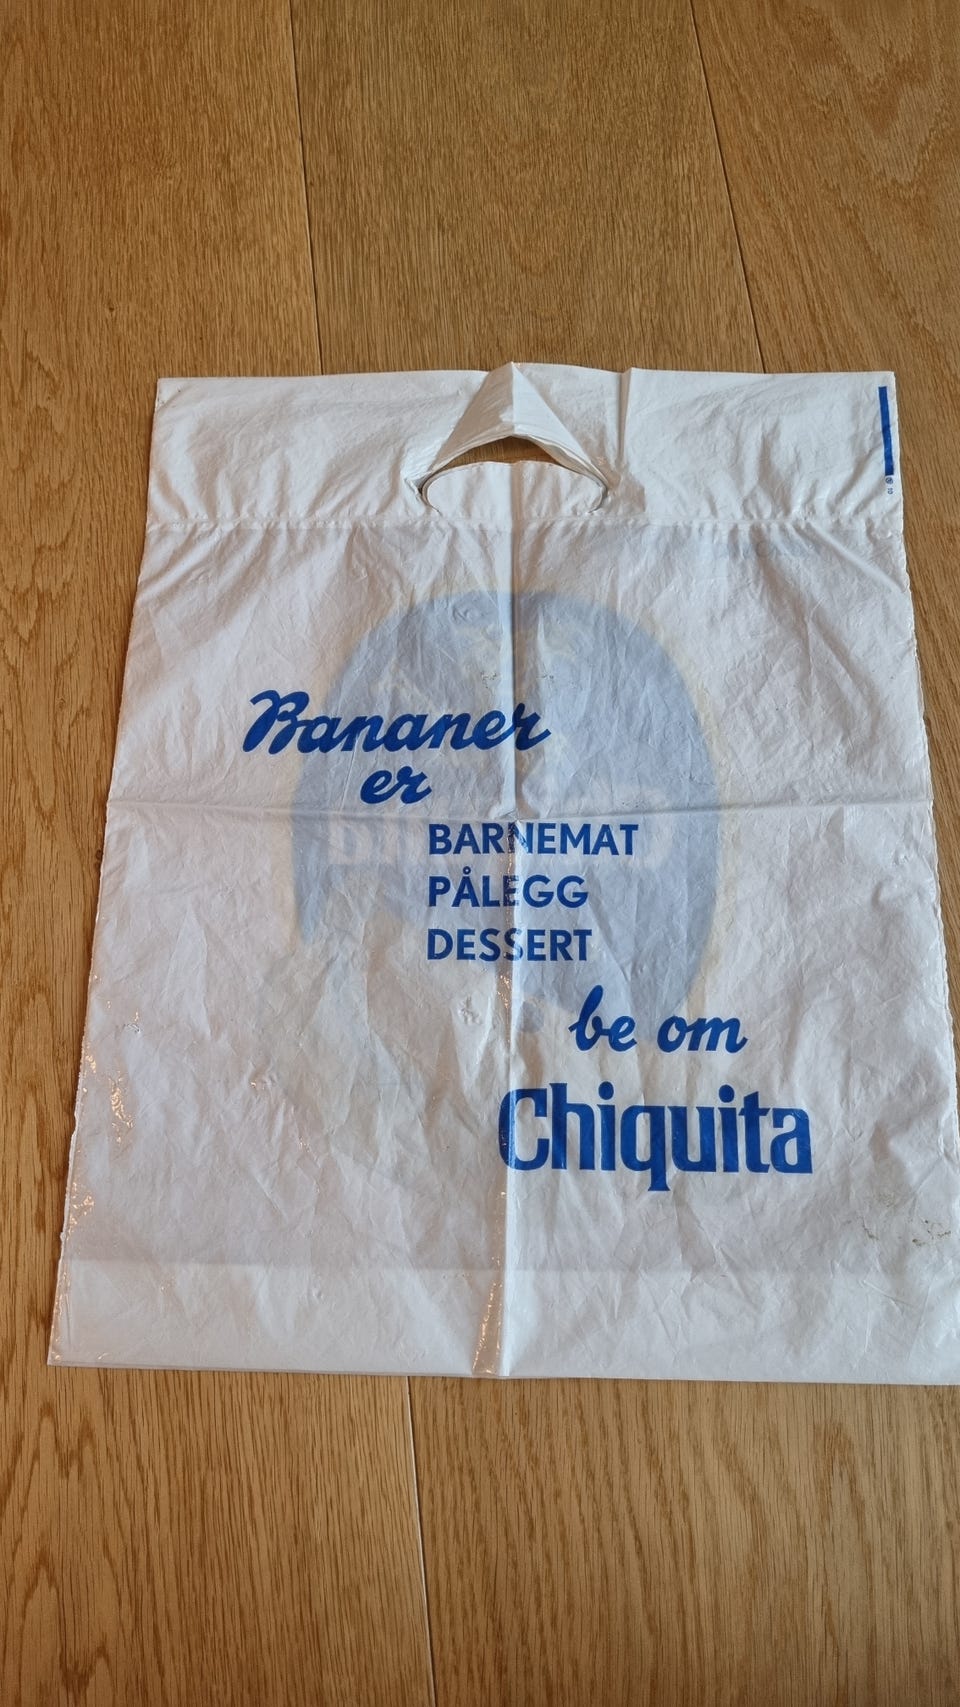 Bananer
er
BARNEMAT
PÅLEGG
DESSERT
be om
Chiquita